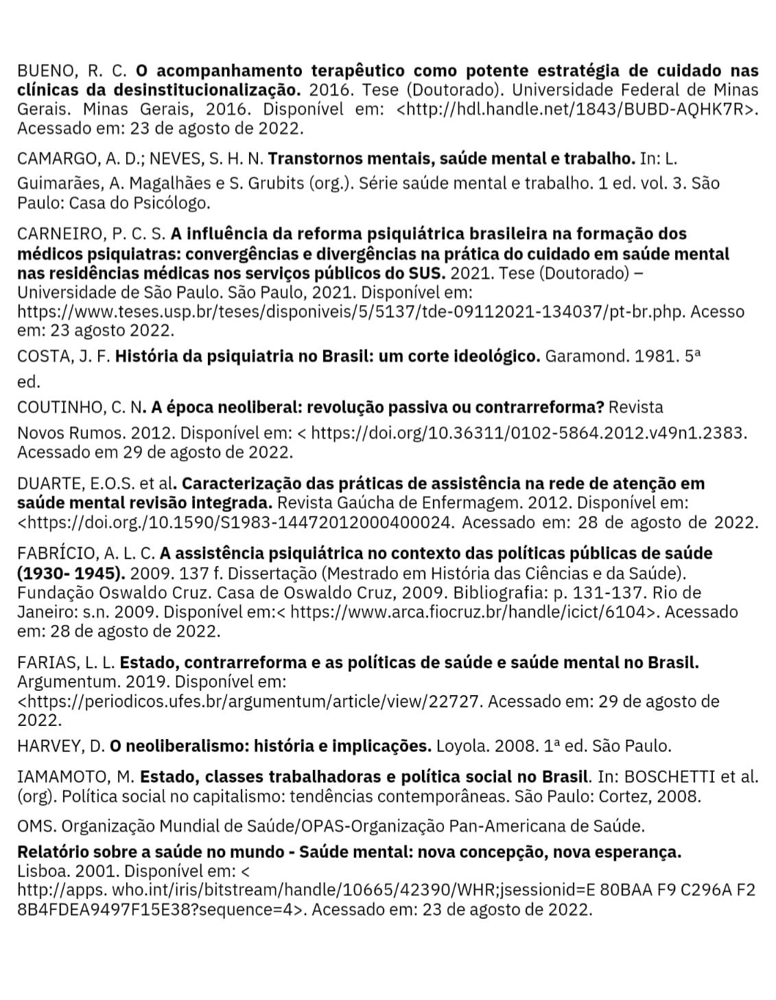 BUENO, R. C. O acompanhamento terapêutico como potente estratégia de cuidado nas
clínicas da desinstitucionalização. 2016. Tese (Doutorado). Universidade Federal de Minas
Gerais. Minas Gerais, 2016. Disponível em: <http://hdl.handle.net/1843/BUBD-AQHK7R>.
Acessado em: 23 de agosto de 2022.
CAMARGO, A. D.; NEVES, S. H. N. Transtornos mentais, saúde mental e trabalho. In: L.
Guimarães, A. Magalhães e S. Grubits (org.). Série saúde mental e trabalho. 1 ed. vol. 3. São
Paulo: Casa do Psicólogo.
CARNEIRO, P. C. S. A influência da reforma psiquiátrica brasileira na formação dos
médicos psiquiatras: convergências e divergências na prática do cuidado em saúde mental
nas residências médicas nos serviços públicos do SUS. 2021. Tese (Doutorado) –
Universidade de São Paulo. São Paulo, 2021. Disponível em:
https://www.teses.usp.br/teses/disponiveis/5/5137/tde-09112021-134037/pt-br.php. Acesso
em: 23 agosto 2022.
COSTA, J. F. História da psiquiatria no Brasil: um corte ideológico. Garamond. 1981. 5ª
ed.
COUTINHO, C. N. A época neoliberal: revolução passiva ou contrarreforma? Revista
Novos Rumos. 2012. Disponível em: < https://doi.org/10.36311/0102-5864.2012.v49n1.2383.
Acessado em 29 de agosto de 2022.
DUARTE, E.O.S. et al. Caracterização das práticas de assistência na rede de atenção em
saúde mental revisão integrada. Revista Gaúcha de Enfermagem. 2012. Disponível em:
<https://doi.org./10.1590/S1983-14472012000400024. Acessado em: 28 de agosto de 2022.
FABRÍCIO, A. L. C. A assistência psiquiátrica no contexto das políticas públicas de saúde
(1930- 1945). 2009. 137 f. Dissertação (Mestrado em História das Ciências e da Saúde).
Fundação Oswaldo Cruz. Casa de Oswaldo Cruz, 2009. Bibliografia: p. 131-137. Rio de
Janeiro: s.n. 2009. Disponível em:< https://www.arca.fiocruz.br/handle/icict/6104>. Acessado
em: 28 de agosto de 2022.
FARIAS, L. L. Estado, contrarreforma e as políticas de saúde e saúde mental no Brasil.
Argumentum. 2019. Disponível em:
<https://periodicos.ufes.br/argumentum/article/view/22727. Acessado em: 29 de agosto de
2022.
HARVEY, D. O neoliberalismo: história e implicações. Loyola. 2008. 1ª ed. São Paulo.
IAMAMOTO, M. Estado, classes trabalhadoras e política social no Brasil. In: BOSCHETTI et al.
(org). Política social no capitalismo: tendências contemporâneas. São Paulo: Cortez, 2008.
OMS. Organização Mundial de Saúde/OPAS-Organização Pan-Americana de Saúde.
Relatório sobre a saúde no mundo - Saúde mental: nova concepção, nova esperança.
Lisboa. 2001. Disponível em: <
http://apps. who.int/iris/bitstream/handle/10665/42390/WHR;jsessionid=E 80BAA F9 C296A F2
8B4FDEA9497F15E38?sequence=4>. Acessado em: 23 de agosto de 2022.